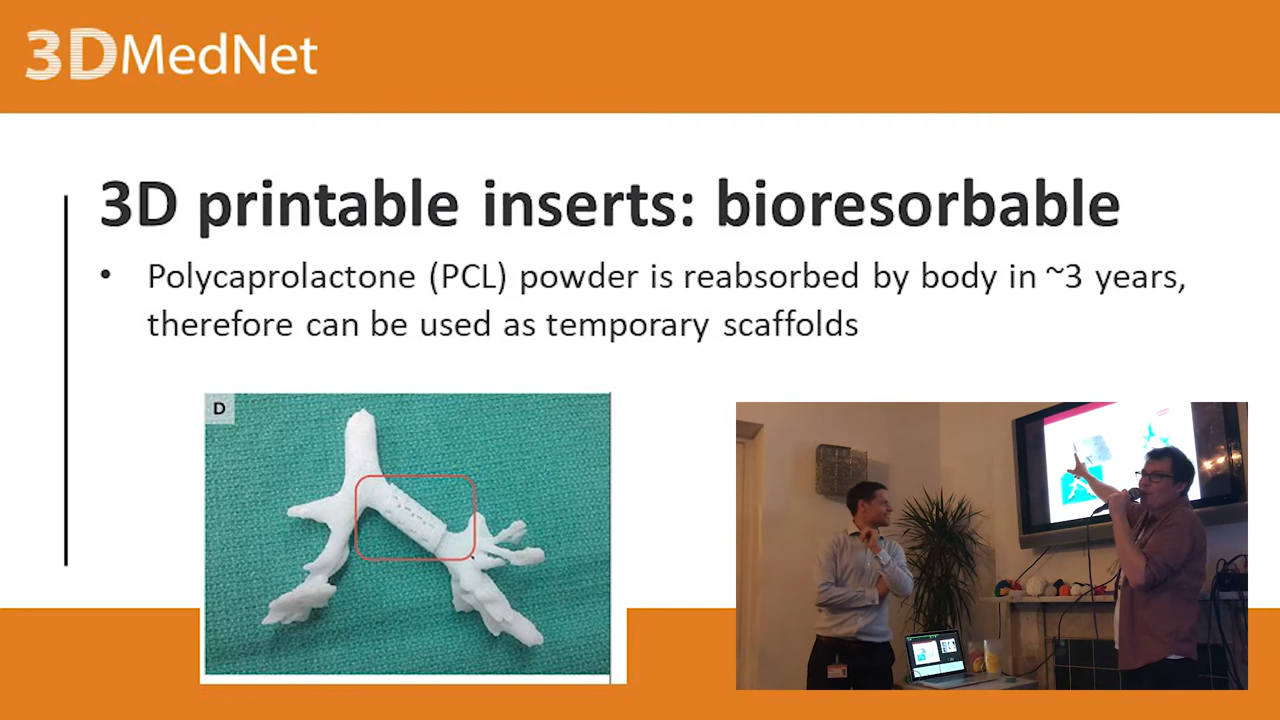 3DMedNet
3D printable inserts: bioresorbable
• Polycaprolactone (PCL) powder is reabsorbed by body in ~3 years,
therefore can be used as temporary scaffolds
D